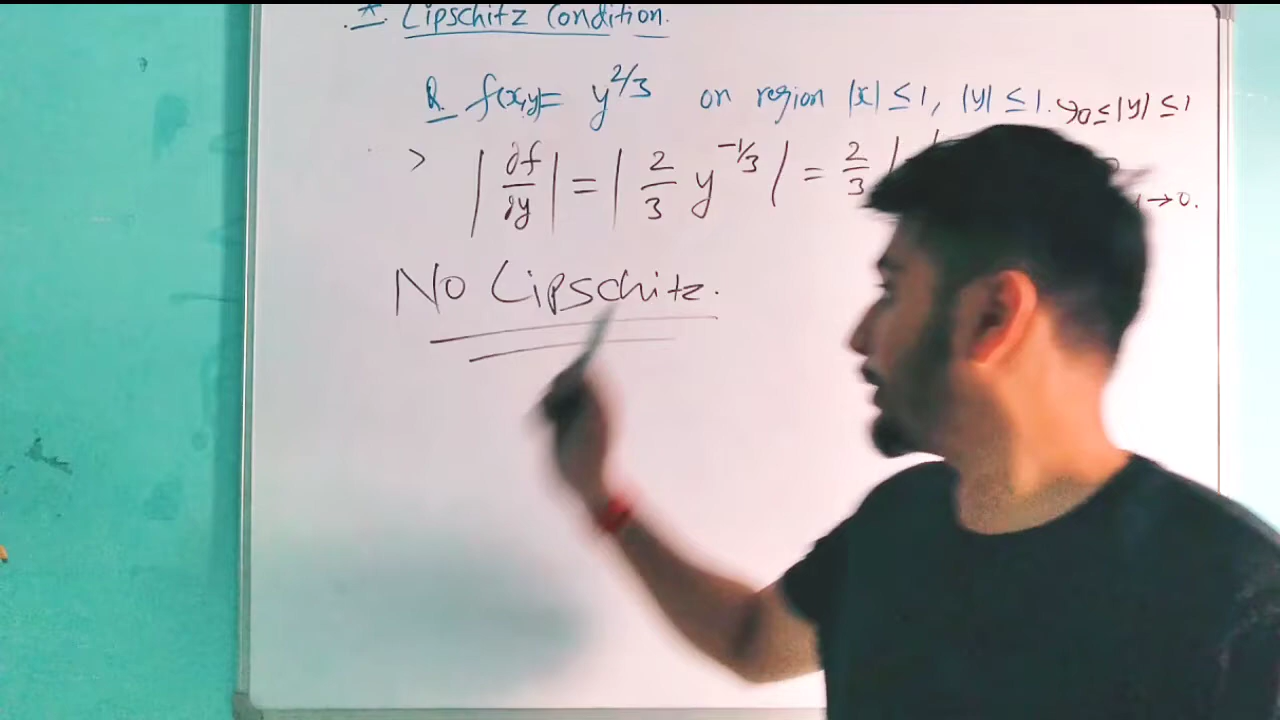 * Lipschitz Condition.
Q. f(x,y)= y^{2/3} on region |x| ≤ 1, |y| ≤ 1. 0≤|y| ≤ 1
> |∂f/∂y| = |2/3 y^{-1/3}| = 2/3 | →0.
No Lipschitz.